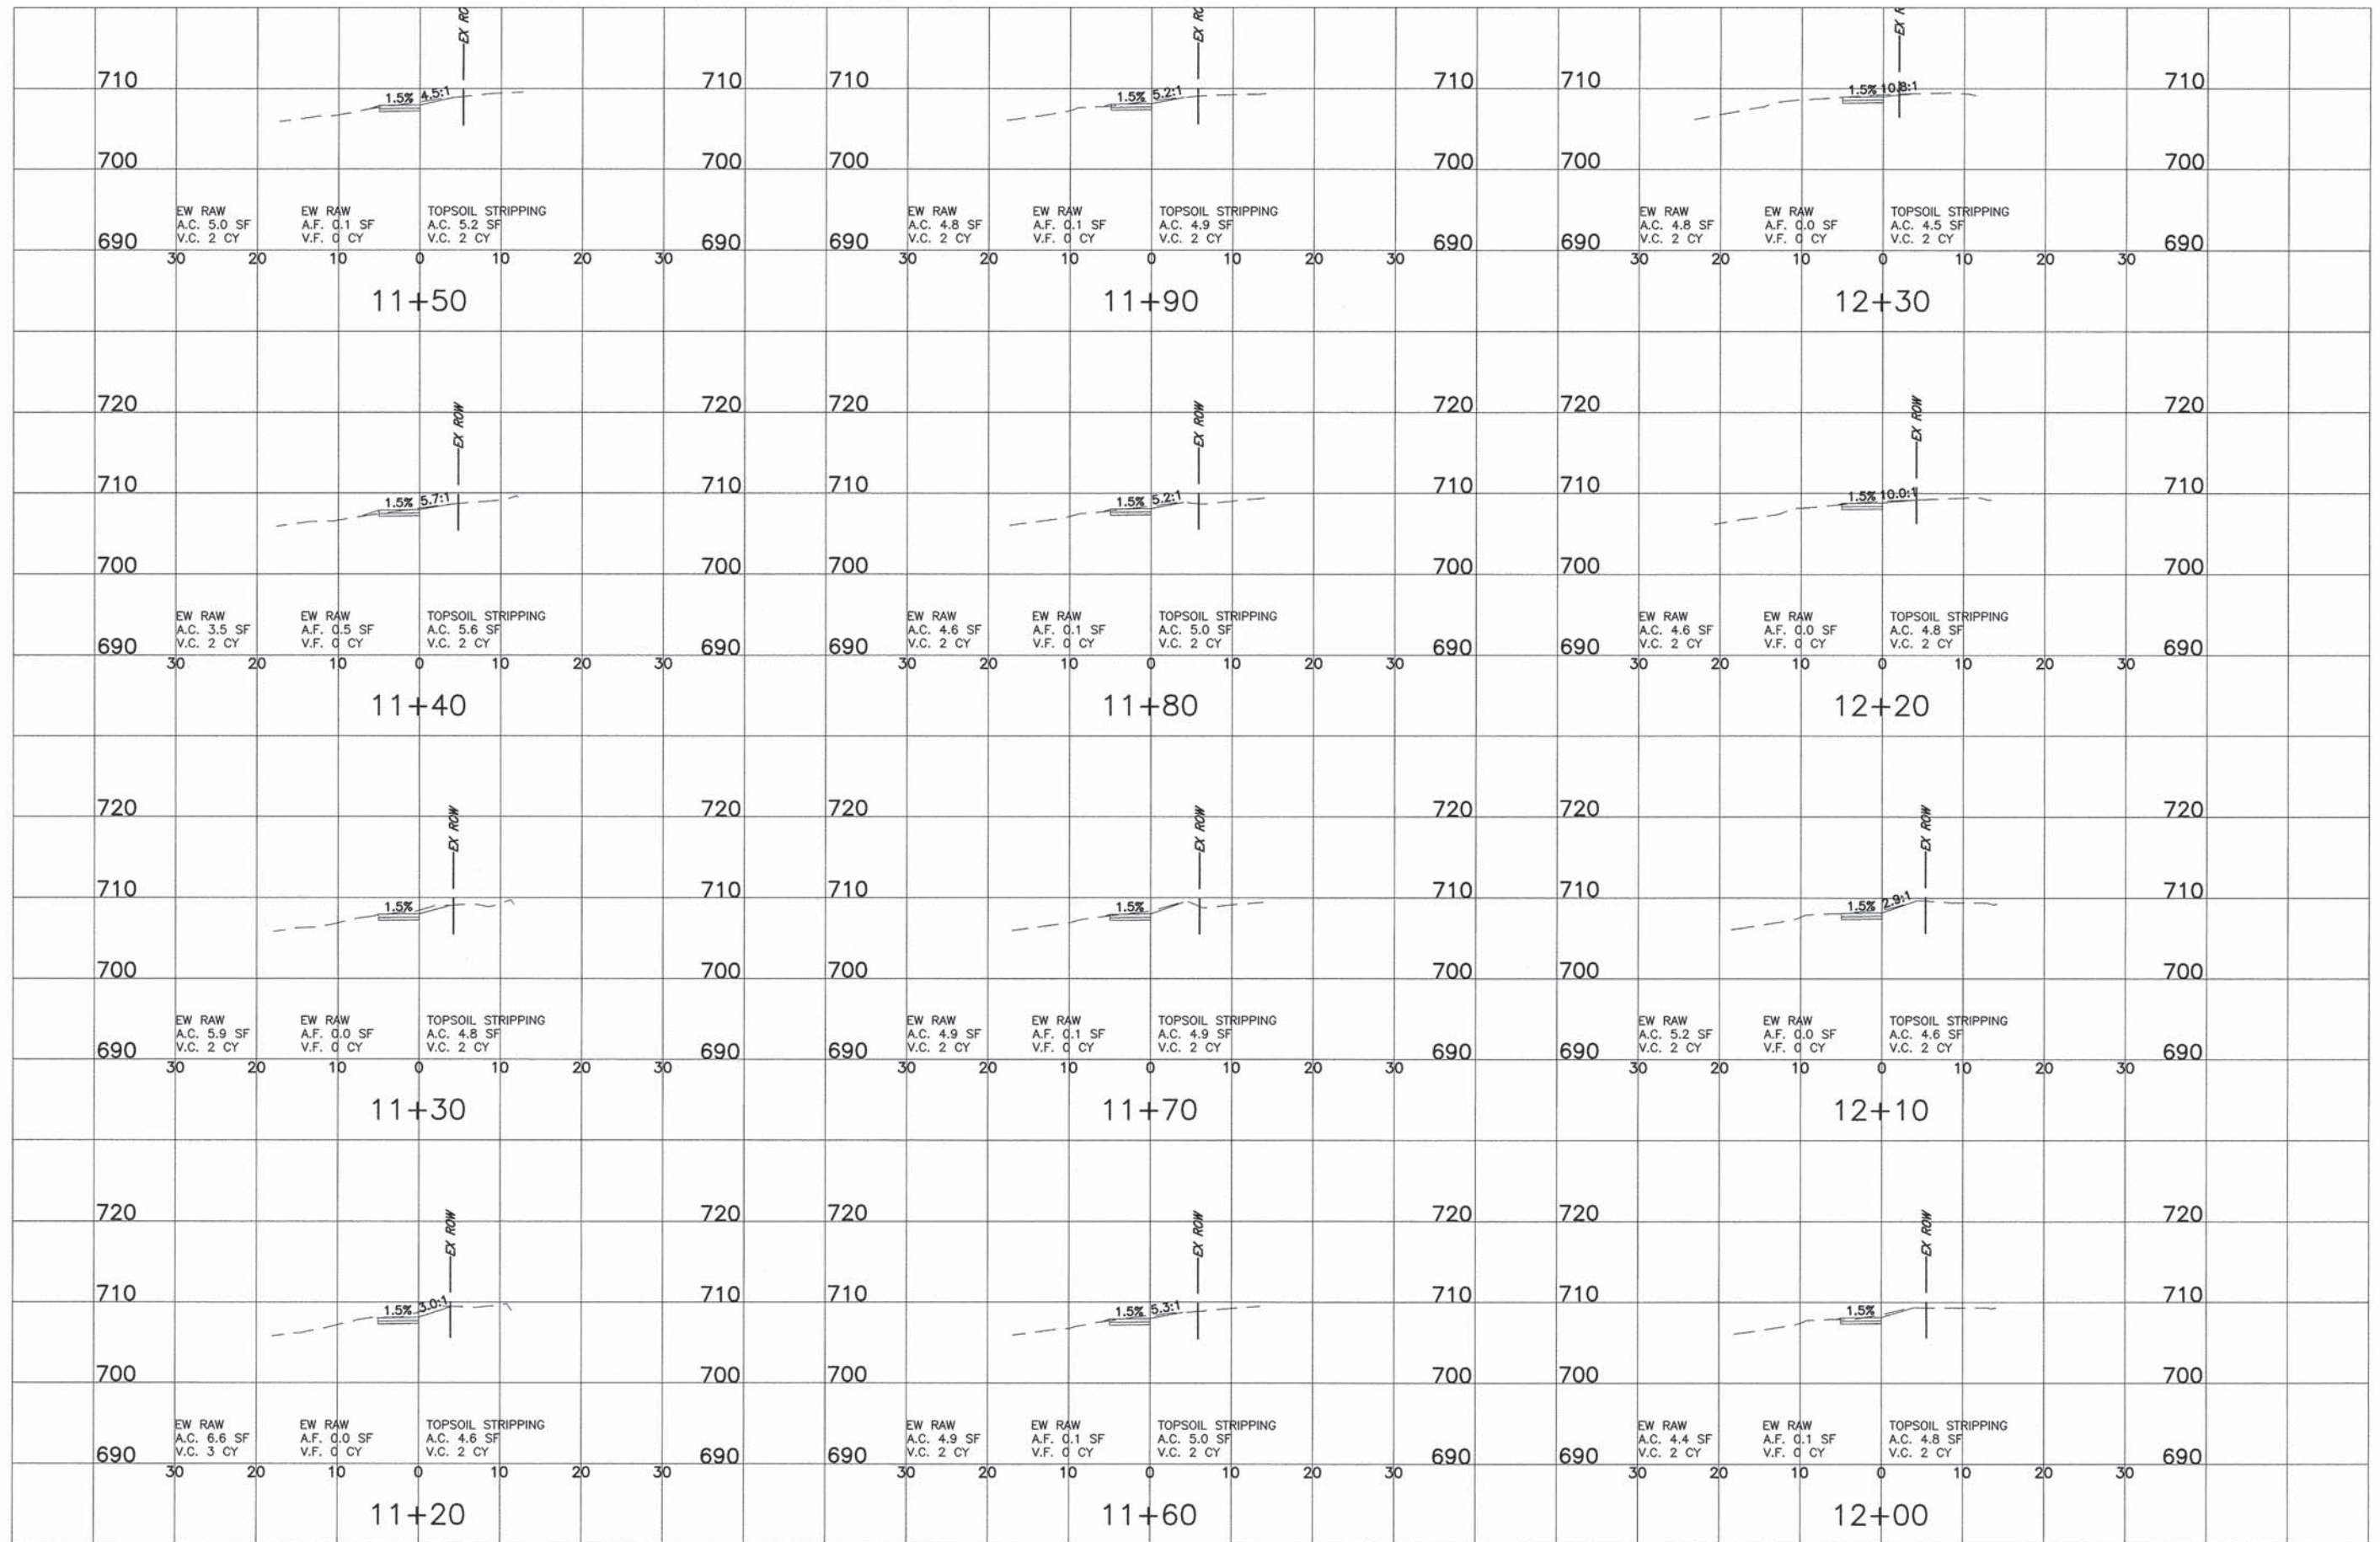 EX RO EX RC EX R
710 1.5% 4.5:1 710 710 1.5% 5.2:1 710 710 1.5% 10.8:1 710
700 700 700 700 700 700
EW RAW EW RAW TOPSOIL STRIPPING EW RAW EW RAW TOPSOIL STRIPPING EW RAW EW RAW TOPSOIL STRIPPING
A.C. 5.0 SF A.F. 0.1 SF A.C. 5.2 SF A.C. 4.8 SF A.F. 0.1 SF A.C. 4.9 SF A.C. 4.8 SF A.F. 0.0 SF A.C. 4.5 SF
V.C. 2 CY V.F. 0 CY V.C. 2 CY V.C. 2 CY V.F. 0 CY V.C. 2 CY V.C. 2 CY V.F. 0 CY V.C. 2 CY
690 690 690 690 690 690
30 20 10 0 10 20 30 30 20 10 0 10 20 30 30 20 10 0 10 20 30
11+50 11+90 12+30
720 EX ROW 720 720 EX ROW 720 720 EX ROW 720
710 1.5% 5.7:1 710 710 1.5% 5.2:1 710 710 1.5% 10.0:1 710
700 700 700 700 700 700
EW RAW EW RAW TOPSOIL STRIPPING EW RAW EW RAW TOPSOIL STRIPPING EW RAW EW RAW TOPSOIL STRIPPING
A.C. 3.5 SF A.F. 0.5 SF A.C. 5.6 SF A.C. 4.6 SF A.F. 0.1 SF A.C. 5.0 SF A.C. 4.6 SF A.F. 0.0 SF A.C. 4.8 SF
V.C. 2 CY V.F. 0 CY V.C. 2 CY V.C. 2 CY V.F. 0 CY V.C. 2 CY V.C. 2 CY V.F. 0 CY V.C. 2 CY
690 690 690 690 690 690
30 20 10 0 10 20 30 30 20 10 0 10 20 30 30 20 10 0 10 20 30
11+40 11+80 12+20
720 EX ROW 720 720 EX ROW 720 720 EX ROW 720
710 1.5% 710 710 1.5% 710 710 1.5% 2.9:1 710
700 700 700 700 700 700
EW RAW EW RAW TOPSOIL STRIPPING EW RAW EW RAW TOPSOIL STRIPPING EW RAW EW RAW TOPSOIL STRIPPING
A.C. 5.9 SF A.F. 0.0 SF A.C. 4.8 SF A.C. 4.9 SF A.F. 0.1 SF A.C. 4.9 SF A.C. 5.2 SF A.F. 0.0 SF A.C. 4.6 SF
V.C. 2 CY V.F. 0 CY V.C. 2 CY V.C. 2 CY V.F. 0 CY V.C. 2 CY V.C. 2 CY V.F. 0 CY V.C. 2 CY
690 690 690 690 690 690
30 20 10 0 10 20 30 30 20 10 0 10 20 30 30 20 10 0 10 20 30
11+30 11+70 12+10
720 EX ROW 720 720 EX ROW 720 720 EX ROW 720
710 1.5% 3.0:1 710 710 1.5% 5.3:1 710 710 1.5% 710
700 700 700 700 700 700
EW RAW EW RAW TOPSOIL STRIPPING EW RAW EW RAW TOPSOIL STRIPPING EW RAW EW RAW TOPSOIL STRIPPING
A.C. 6.6 SF A.F. 0.0 SF A.C. 4.6 SF A.C. 4.9 SF A.F. 0.1 SF A.C. 5.0 SF A.C. 4.4 SF A.F. 0.1 SF A.C. 4.8 SF
V.C. 3 CY V.F. 0 CY V.C. 2 CY V.C. 2 CY V.F. 0 CY V.C. 2 CY V.C. 2 CY V.F. 0 CY V.C. 2 CY
690 690 690 690 690 690
30 20 10 0 10 20 30 30 20 10 0 10 20 30 30 20 10 0 10 20 30
11+20 11+60 12+00